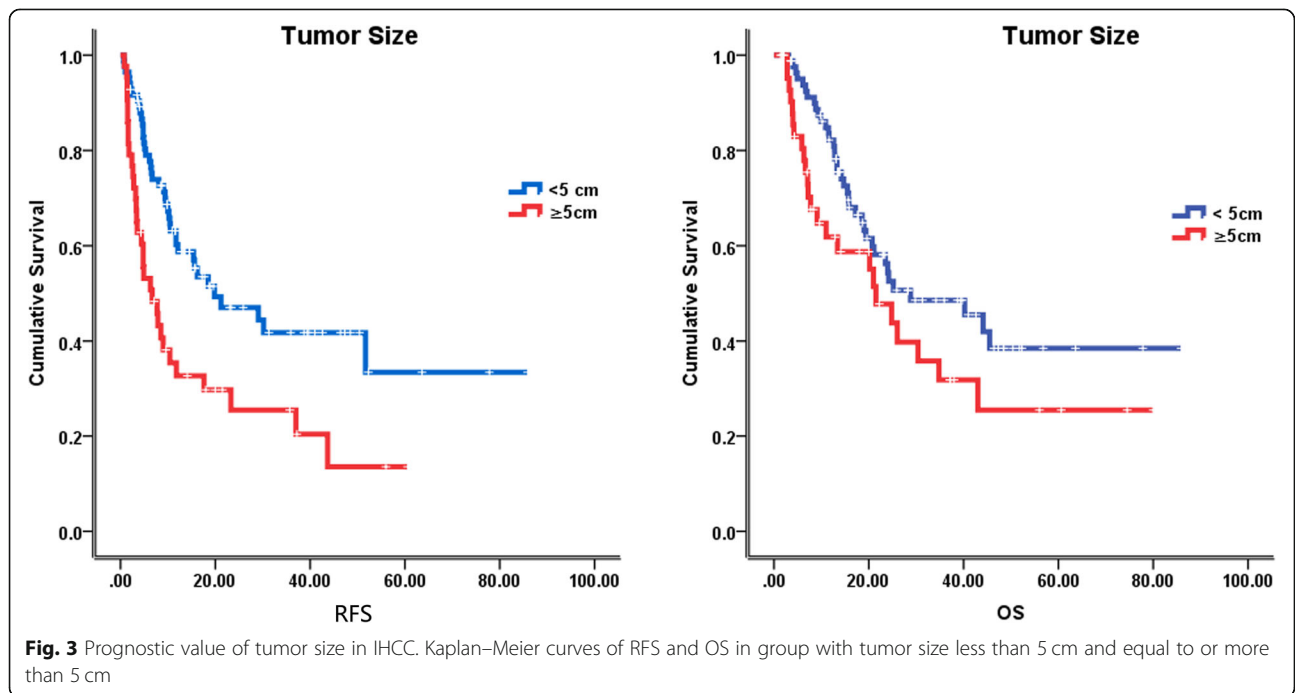 Tumor Size
1.0
0.8
0.6
0.4
0.2
0.0
Cumulative Survival
<5 cm
≥5cm
.00 20.00 40.00 60.00 80.00 100.00
RFS
Tumor Size
1.0
0.8
0.6
0.4
0.2
0.0
Cumulative Survival
< 5cm
≥5cm
.00 20.00 40.00 60.00 80.00 100.00
OS
Fig. 3 Prognostic value of tumor size in IHCC. Kaplan–Meier curves of RFS and OS in group with tumor size less than 5 cm and equal to or more
than 5 cm